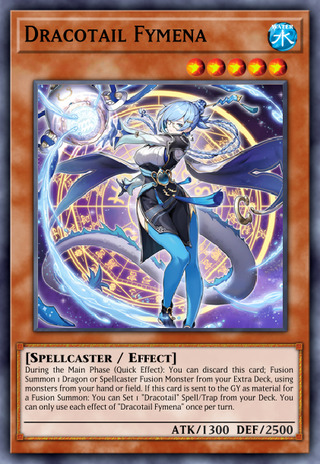 Dracotail Fymena
WATER
水
[Spellcaster / Effect]
During the Main Phase (Quick Effect): You can discard this card; Fusion
Summon 1 Dragon or Spellcaster Fusion Monster from your Extra Deck, using
monsters from your hand or field. If this card is sent to the GY as material for
a Fusion Summon: You can Set 1 "Dracotail" Spell/Trap from your Deck. You
can only use each effect of "Dracotail Fymena" once per turn.
ATK/1300 DEF/2500